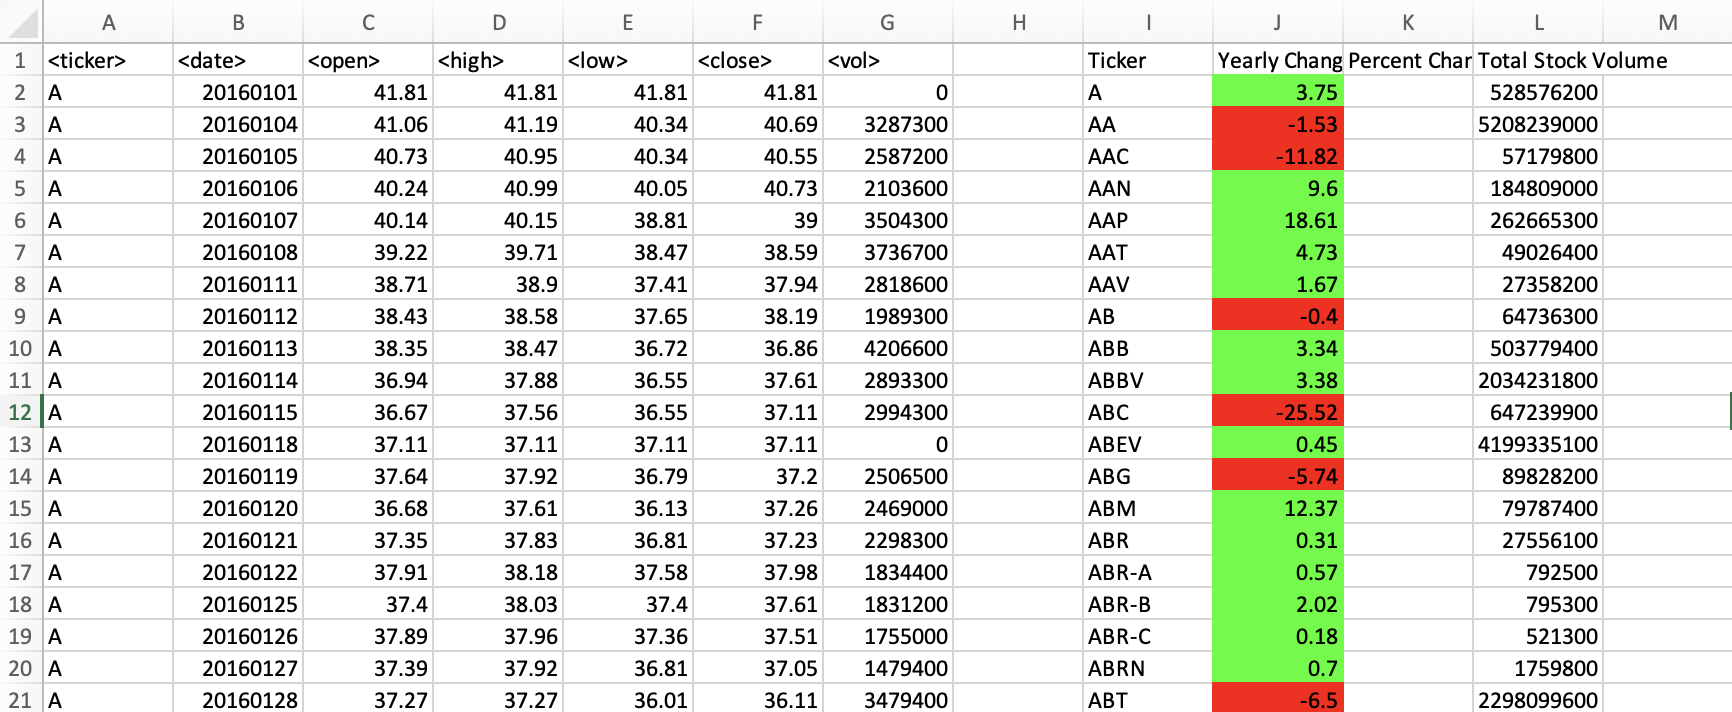 A B C D E F G H I J K L M
1 <ticker> <date> <open> <high> <low> <close> <vol> Ticker Yearly Chang Percent Char Total Stock Volume
2 A 20160101 41.81 41.81 41.81 41.81 0 A 3.75 528576200
3 A 20160104 41.06 41.19 40.34 40.69 3287300 AA -1.53 5208239000
4 A 20160105 40.73 40.95 40.34 40.55 2587200 AAC -11.82 57179800
5 A 20160106 40.24 40.99 40.05 40.73 2103600 AAN 9.6 184809000
6 A 20160107 40.14 40.15 38.81 39 3504300 AAP 18.61 262665300
7 A 20160108 39.22 39.71 38.47 38.59 3736700 AAT 4.73 49026400
8 A 20160111 38.71 38.9 37.41 37.94 2818600 AAV 1.67 27358200
9 A 20160112 38.43 38.58 37.65 38.19 1989300 AB -0.4 64736300
10 A 20160113 38.35 38.47 36.72 36.86 4206600 ABB 3.34 503779400
11 A 20160114 36.94 37.88 36.55 37.61 2893300 ABBV 3.38 2034231800
12 A 20160115 36.67 37.56 36.55 37.11 2994300 ABC -25.52 647239900
13 A 20160118 37.11 37.11 37.11 37.11 0 ABEV 0.45 4199335100
14 A 20160119 37.64 37.92 36.79 37.2 2506500 ABG -5.74 89828200
15 A 20160120 36.68 37.61 36.13 37.26 2469000 ABM 12.37 79787400
16 A 20160121 37.35 37.83 36.81 37.23 2298300 ABR 0.31 27556100
17 A 20160122 37.91 38.18 37.58 37.98 1834400 ABR-A 0.57 792500
18 A 20160125 37.4 38.03 37.4 37.61 1831200 ABR-B 2.02 795300
19 A 20160126 37.89 37.96 37.36 37.51 1755000 ABR-C 0.18 521300
20 A 20160127 37.39 37.92 36.81 37.05 1479400 ABRN 0.7 1759800
21 A 20160128 37.27 37.27 36.01 36.11 3479400 ABT -6.5 2298099600